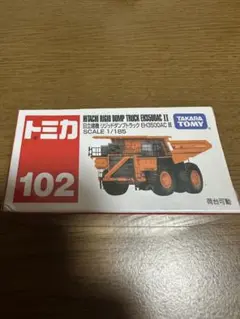 トミカ
102
HITACHI RIGID DUMP TRUCK EH3500AC II
日立建機 リジッドダンプトラック EH3500AC II
SCALE 1/185
TAKARA
TOMY
荷台可動